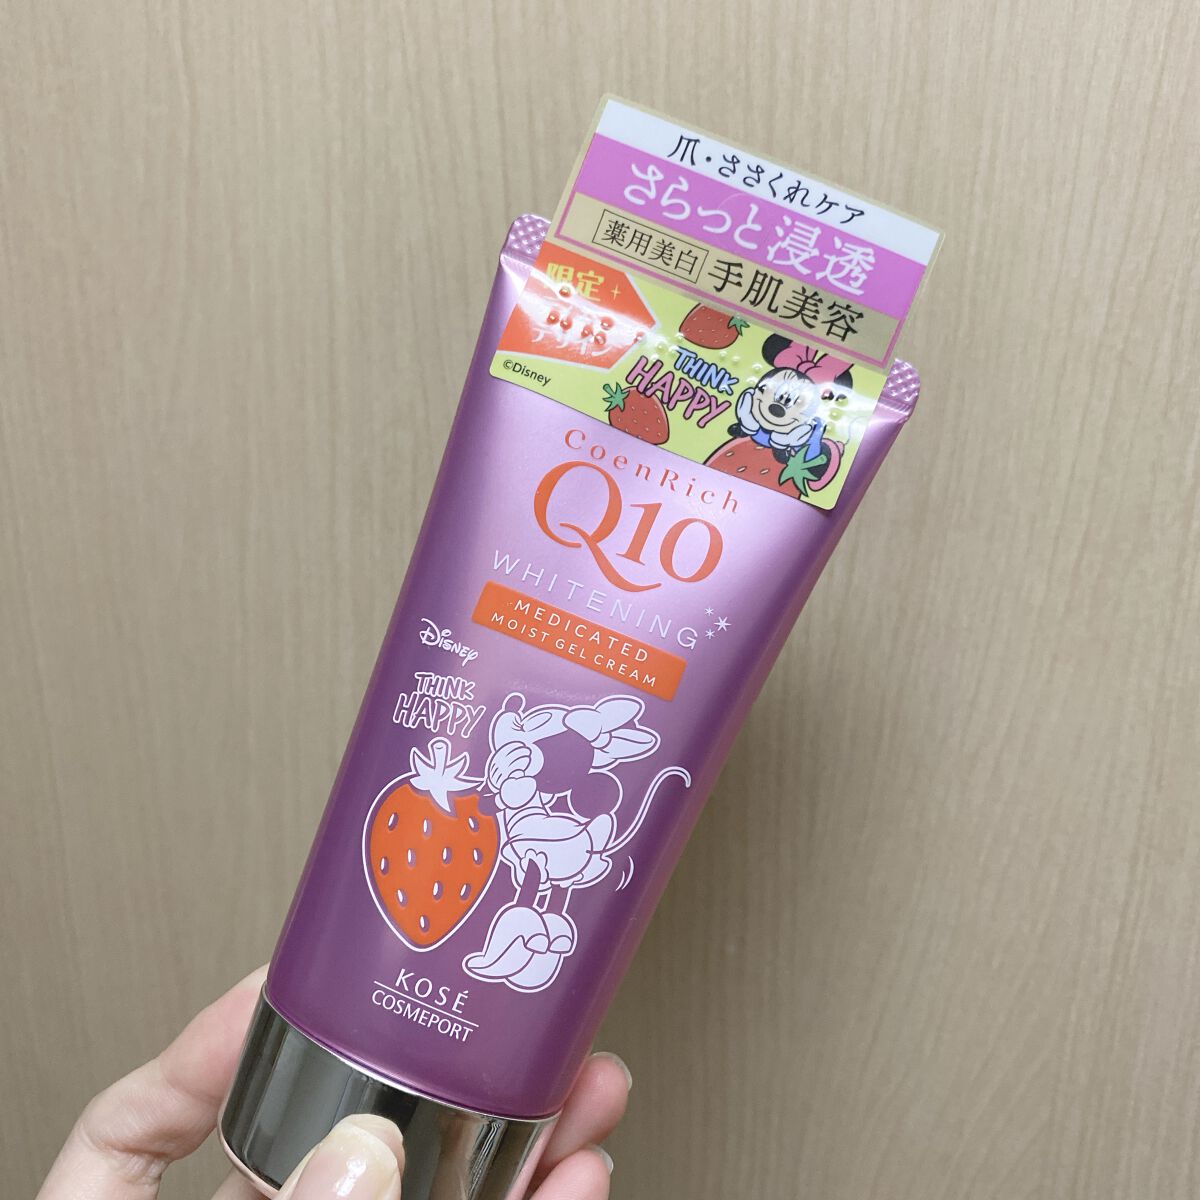 爪・ささくれケア
さらっと浸透
薬用美白 手肌美容
限定
デザイン
©Disney
THINK
HAPPY
CoenRich
Q10
WHITENING
MEDICATED
MOIST GEL CREAM
Disney
THINK
HAPPY
KOSÉ
COSMEPORT